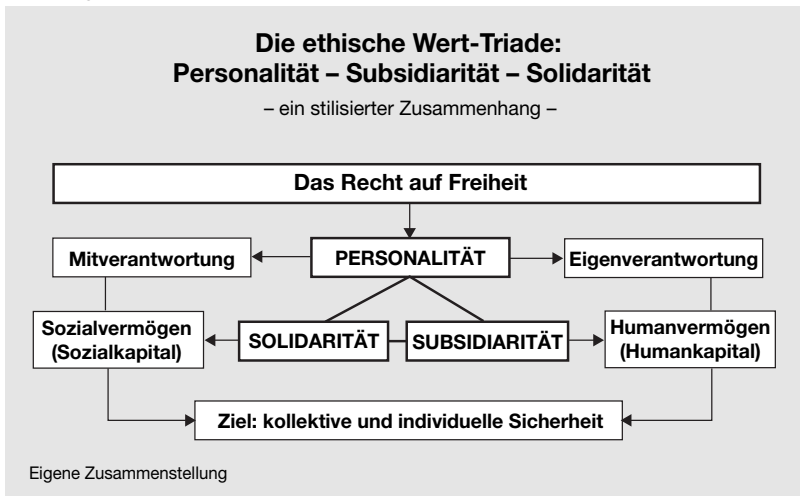 Die ethische Wert-Triade:
Personalität – Subsidiarität – Solidarität
– ein stilisierter Zusammenhang –
Das Recht auf Freiheit
Mitverantwortung
PERSONALITÄT
Eigenverantwortung
Sozialvermögen
(Sozialkapital)
SOLIDARITÄT
SUBSIDIARITÄT
Humanvermögen
(Humankapital)
Ziel: kollektive und individuelle Sicherheit
Eigene Zusammenstellung